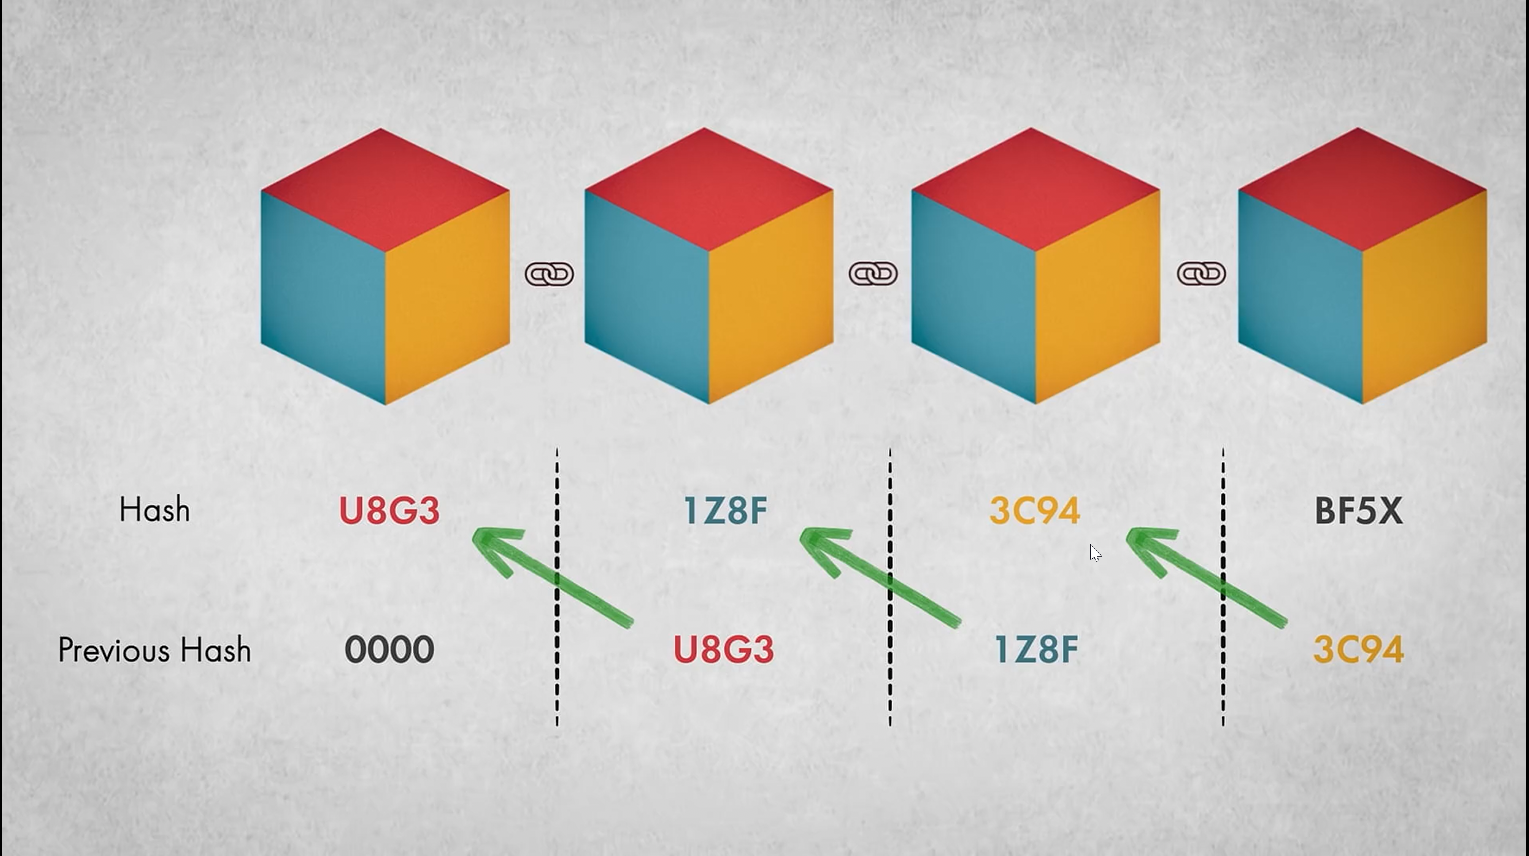 Hash U8G3 1Z8F 3C94 BF5X
Previous Hash 0000 U8G3 1Z8F 3C94